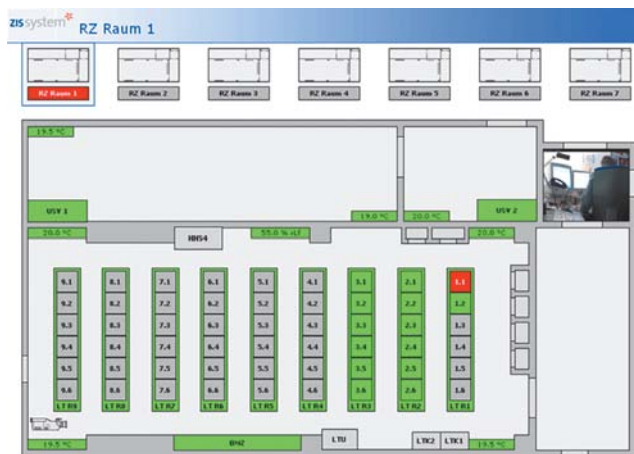 ZIS system RZ Raum 1
RZ Raum 1 RZ Raum 2 RZ Raum 3 RZ Raum 4 RZ Raum 5 RZ Raum 6 RZ Raum 7
19.5 °C
USV 1 19.0 °C 20.0 °C USV 2
20.0 °C HNS4 55.0 % rLf 20.0 °C
9.1 8.1 7.1 6.1 5.1 4.1 3.1 2.1 1.1
9.2 8.2 7.2 6.2 5.2 4.2 3.2 2.2 1.2
9.3 8.3 7.3 6.3 5.3 4.3 3.3 2.3 1.3
9.4 8.4 7.4 6.4 5.4 4.4 3.4 2.4 1.4
9.5 8.5 7.5 6.5 5.5 4.5 3.5 2.5 1.5
9.6 8.6 7.6 6.6 5.6 4.6 3.6 2.6 1.6
LT R9 LT R8 LT R7 LT R6 LT R5 LT R4 LT R3 LT R2 LT R1
19.5 °C BMZ LTU LTK2 LTK1 19.5 °C